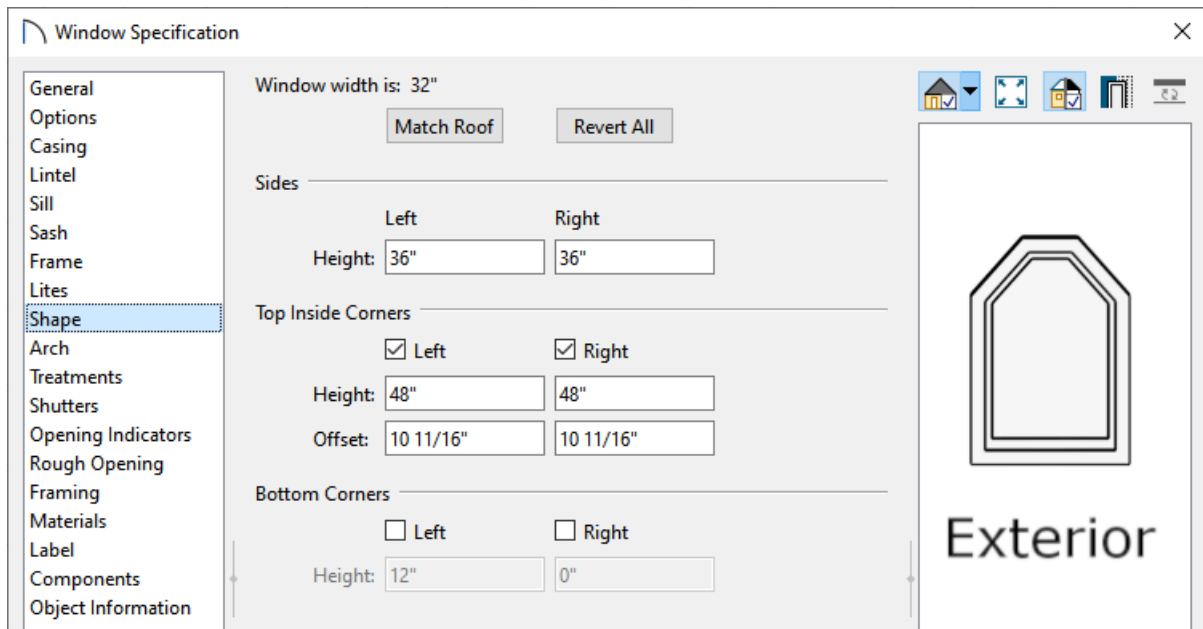 Window Specification
General
Options
Casing
Lintel
Sill
Sash
Frame
Lites
Shape
Arch
Treatments
Shutters
Opening Indicators
Rough Opening
Framing
Materials
Label
Components
Object Information
Window width is: 32"
Match Roof Revert All
Sides
Left Right
Height: 36" 36"
Top Inside Corners
Left Right
Height: 48" 48"
Offset: 10 11/16" 10 11/16"
Bottom Corners
Left Right
Height: 12" 0"
Exterior